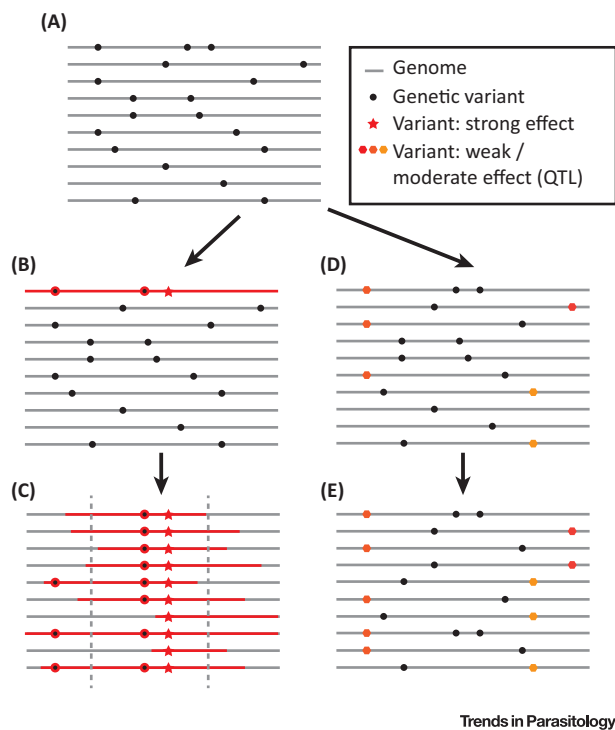 (A)
Genome
Genetic variant
Variant: strong effect
Variant: weak /
moderate effect (QTL)
(B)
(D)
(C)
(E)
Trends in Parasitology